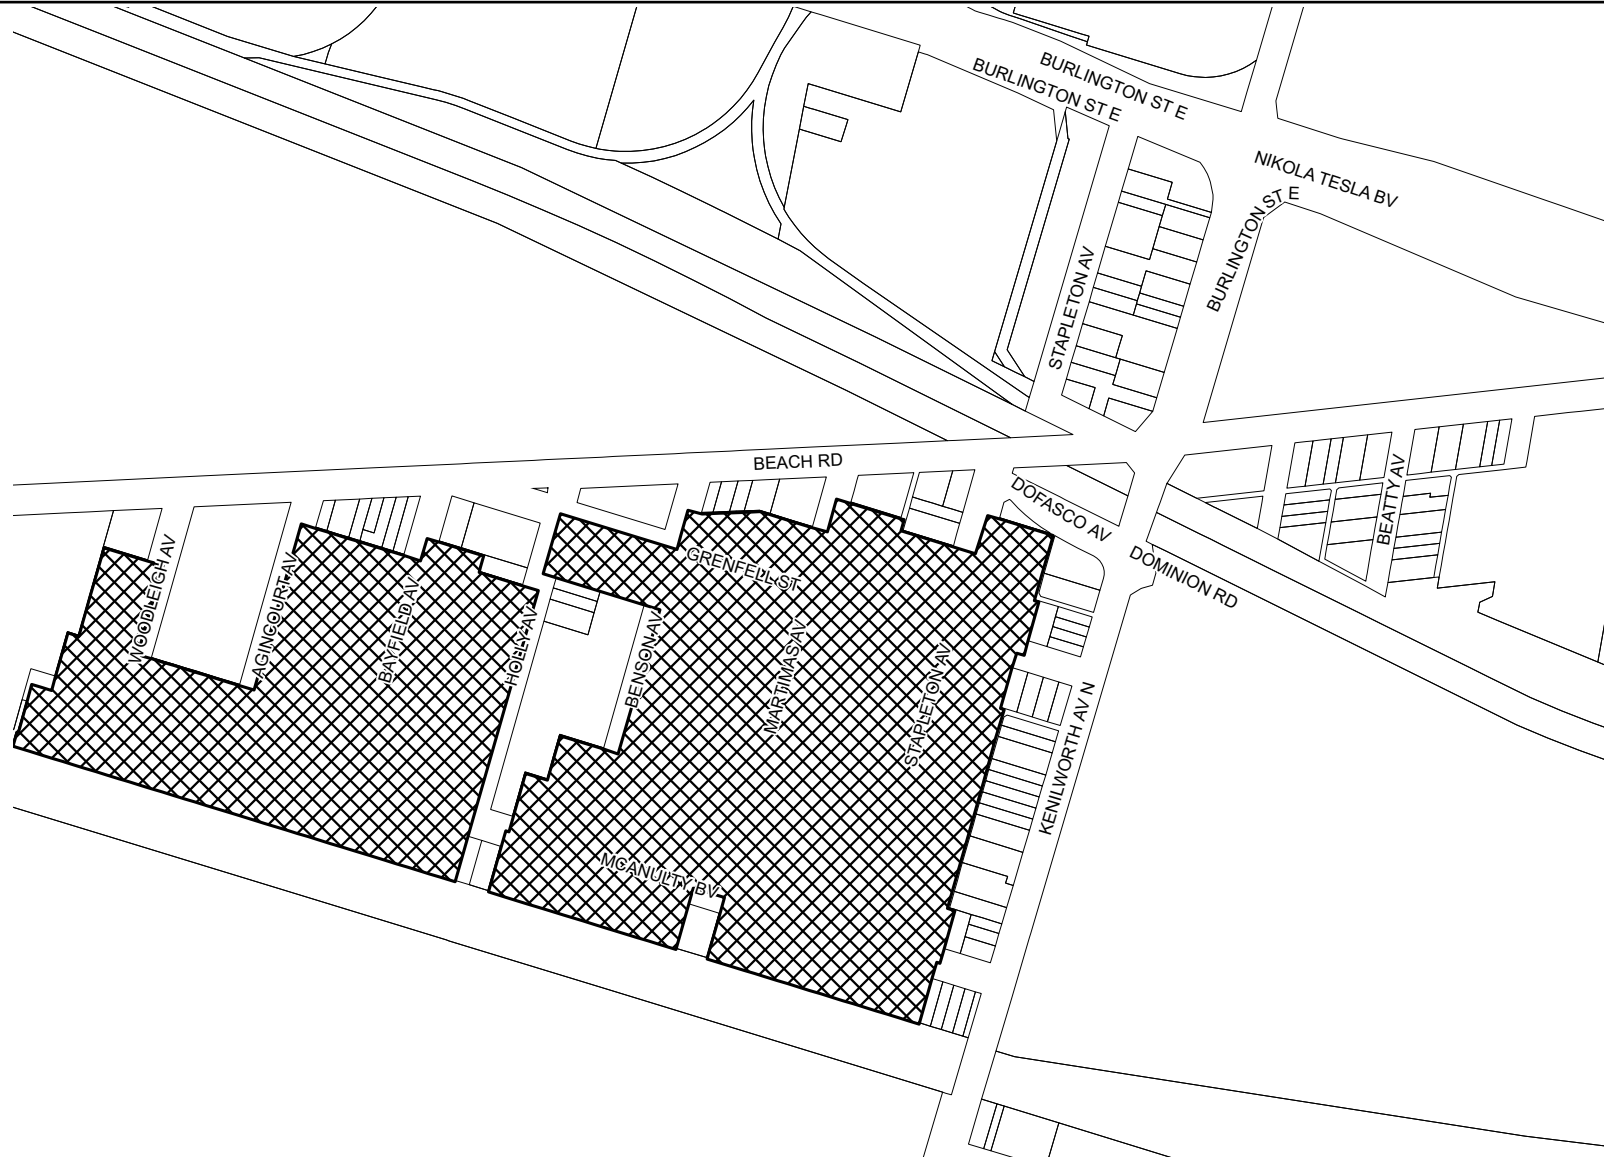 BURLINGTON ST E
BURLINGTON ST E
NIKOLA TESLA BV
BURLINGTON ST E
STAPLETON AV
BEACH RD
BEATTY AV
DOFASCO AV
DOMINION RD
WOODLEIGH AV
AGINCOURT AV
BAYFIELD AV
HOLLY AV
GRENFELL ST
BENSON AV
MARTIMAS AV
STAPLETON AV
KENILWORTH AV N
MCANULTY BV